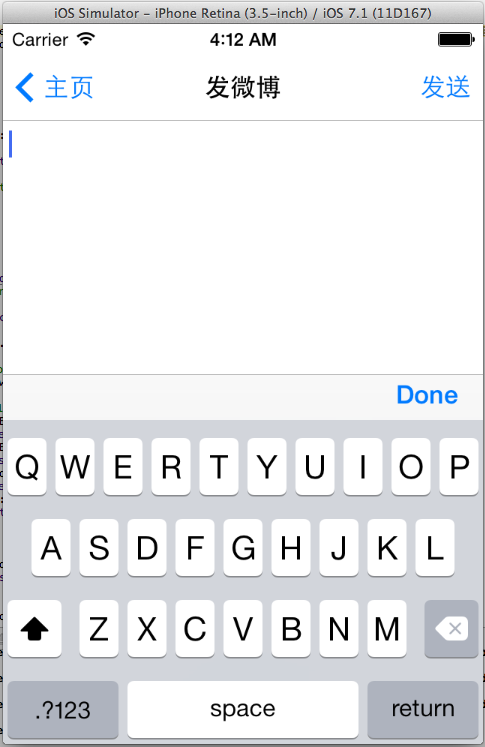 iOS Simulator - iPhone Retina (3.5-inch) / iOS 7.1 (11D167)
Carrier 4:12 AM
主页 发微博 发送
Done
Q W E R T Y U I O P
A S D F G H J K L
Z X C V B N M
.?123 space return